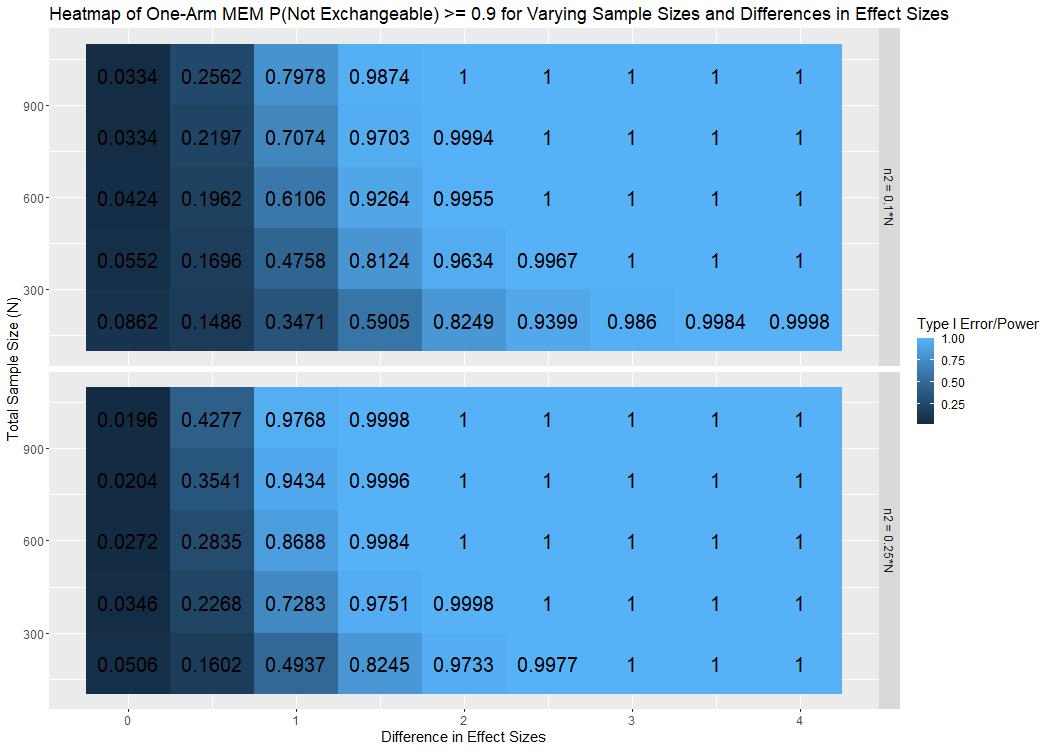 Heatmap of One-Arm MEM P(Not Exchangeable) >= 0.9 for Varying Sample Sizes and Differences in Effect Sizes
Total Sample Size (N)
900
600
300
0.0334 0.2562 0.7978 0.9874 1 1 1 1 1
0.0334 0.2197 0.7074 0.9703 0.9994 1 1 1 1
0.0424 0.1962 0.6106 0.9264 0.9955 1 1 1 1
0.0552 0.1696 0.4758 0.8124 0.9634 0.9967 1 1 1
0.0862 0.1486 0.3471 0.5905 0.8249 0.9399 0.986 0.9984 0.9998
n2 = 0.1*N
900
600
300
0.0196 0.4277 0.9768 0.9998 1 1 1 1 1
0.0204 0.3541 0.9434 0.9996 1 1 1 1 1
0.0272 0.2835 0.8688 0.9984 1 1 1 1 1
0.0346 0.2268 0.7283 0.9751 0.9998 1 1 1 1
0.0506 0.1602 0.4937 0.8245 0.9733 0.9977 1 1 1
n2 = 0.25*N
0 1 2 3 4
Difference in Effect Sizes
Type I Error/Power
1.00
0.75
0.50
0.25